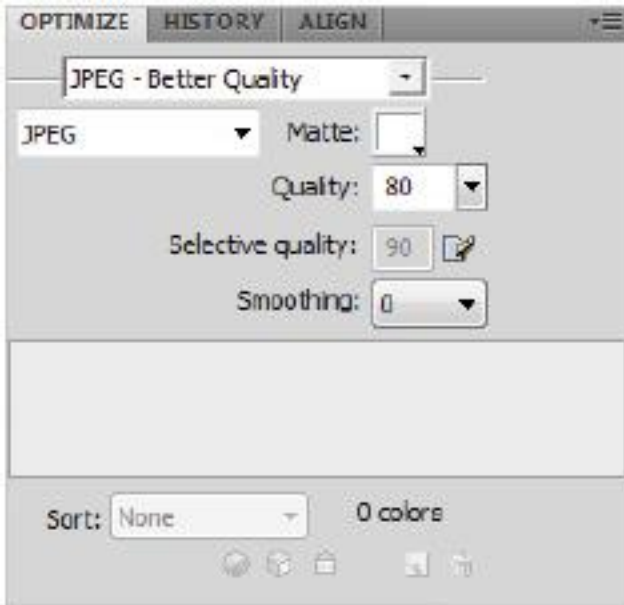 OPTIMIZE HISTORY ALIGN
JPEG - Better Quality
JPEG Matte:
Quality: 80
Selective quality: 90
Smoothing: 0
Sort: None 0 colors